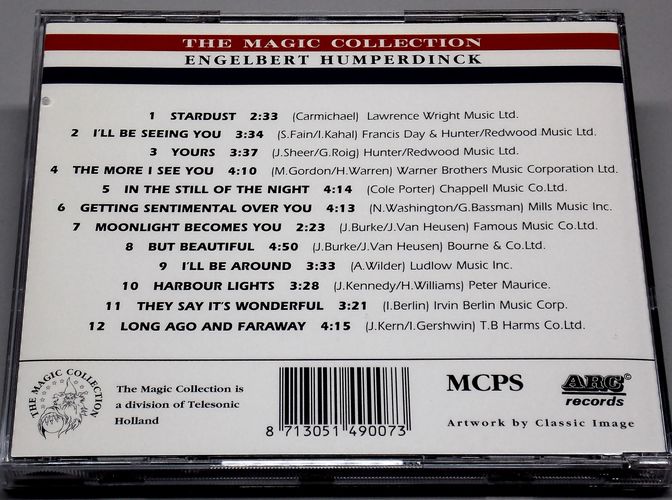 THE MAGIC COLLECTION
ENGELBERT HUMPERDINCK
1 STARDUST 2:33 (Carmichael) Lawrence Wright Music Ltd.
2 I'LL BE SEEING YOU 3:34 (S.Fain/I.Kahal) Francis Day & Hunter/Redwood Music Ltd.
3 YOURS 3:37 (J.Sheer/G.Roig) Hunter/Redwood Music Ltd.
4 THE MORE I SEE YOU 4:10 (M.Gordon/H.Warren) Warner Brothers Music Corporation Ltd.
5 IN THE STILL OF THE NIGHT 4:14 (Cole Porter) Chappell Music Co.Ltd.
6 GETTING SENTIMENTAL OVER YOU 4:13 (N.Washington/G.Bassman) Mills Music Inc.
7 MOONLIGHT BECOMES YOU 2:23 (J.Burke/J.Van Heusen) Famous Music Co.Ltd.
8 BUT BEAUTIFUL 4:50 (J.Burke/J.Van Heusen) Bourne & Co.Ltd.
9 I'LL BE AROUND 3:33 (A.Wilder) Ludlow Music Inc.
10 HARBOUR LIGHTS 3:28 (J.Kennedy/H.Williams) Peter Maurice.
11 THEY SAY IT'S WONDERFUL 3:21 (I.Berlin) Irvin Berlin Music Corp.
12 LONG AGO AND FARAWAY 4:15 (J.Kern/I.Gershwin) T.B Harms Co.Ltd.
THE MAGIC COLLECTION
The Magic Collection is
a division of Telesonic
Holland
8 713051 490073
MCPS
ARC©
records
Artwork by Classic Image